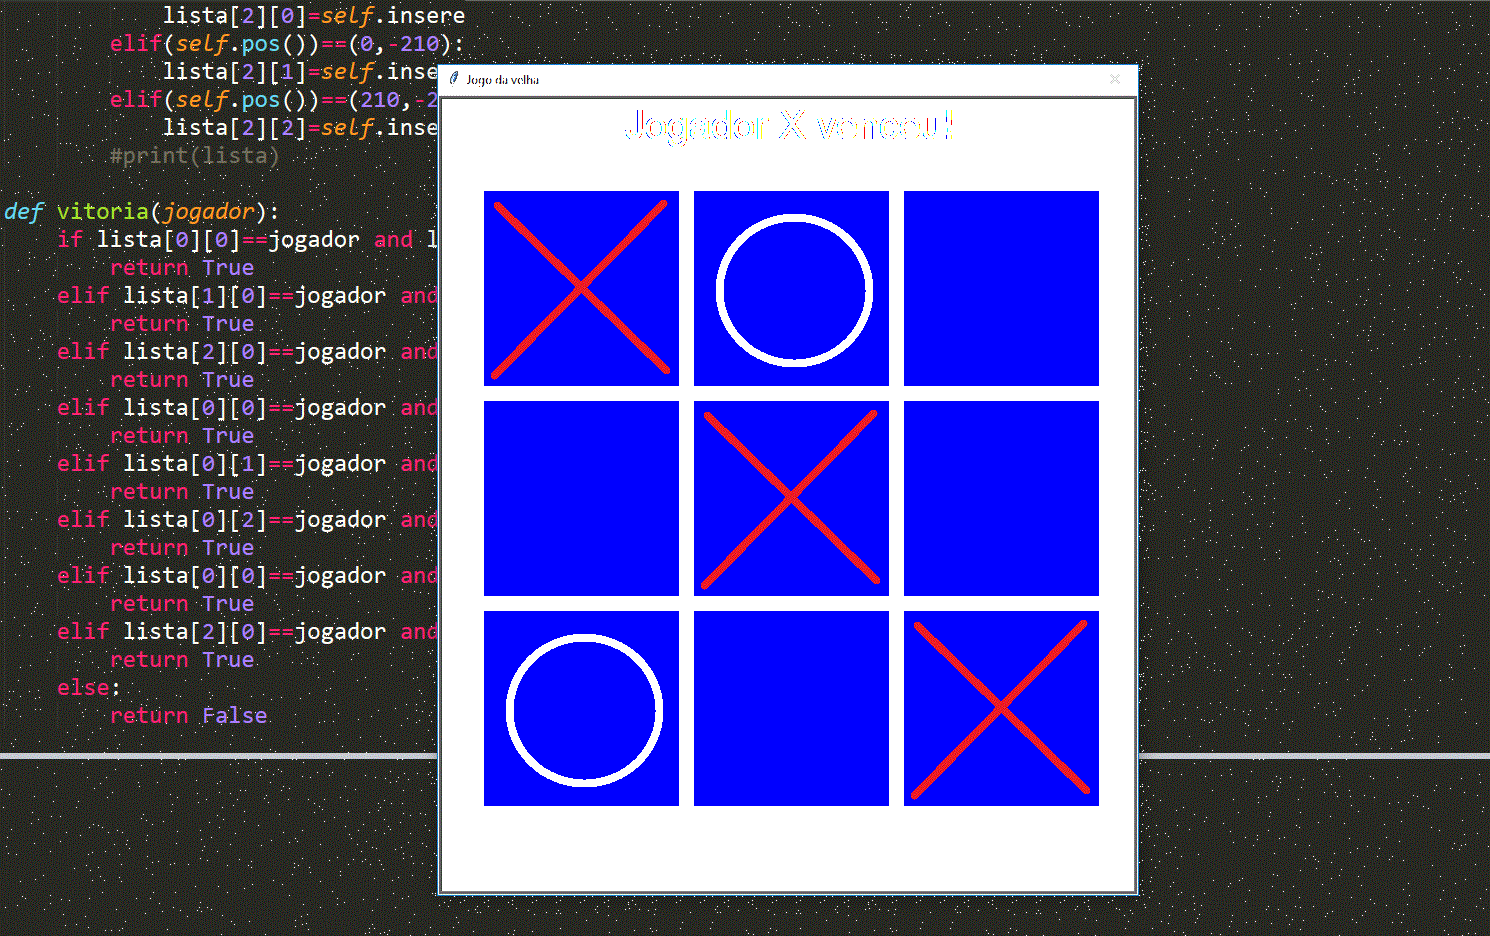 lista[2][0]=self.insere
elif(self.pos())==(0,-210):
lista[2][1]=self.inse
elif(self.pos())==(210,-2
lista[2][2]=self.inse
#print(lista)
def vitoria(jogador):
if lista[0][0]==jogador and l
return True
elif lista[1][0]==jogador and
return True
elif lista[2][0]==jogador and
return True
elif lista[0][0]==jogador and
return True
elif lista[0][1]==jogador and
return True
elif lista[0][2]==jogador and
return True
elif lista[0][0]==jogador and
return True
elif lista[2][0]==jogador and
return True
else:
return False
Jogo da velha
Jogador X venceu!